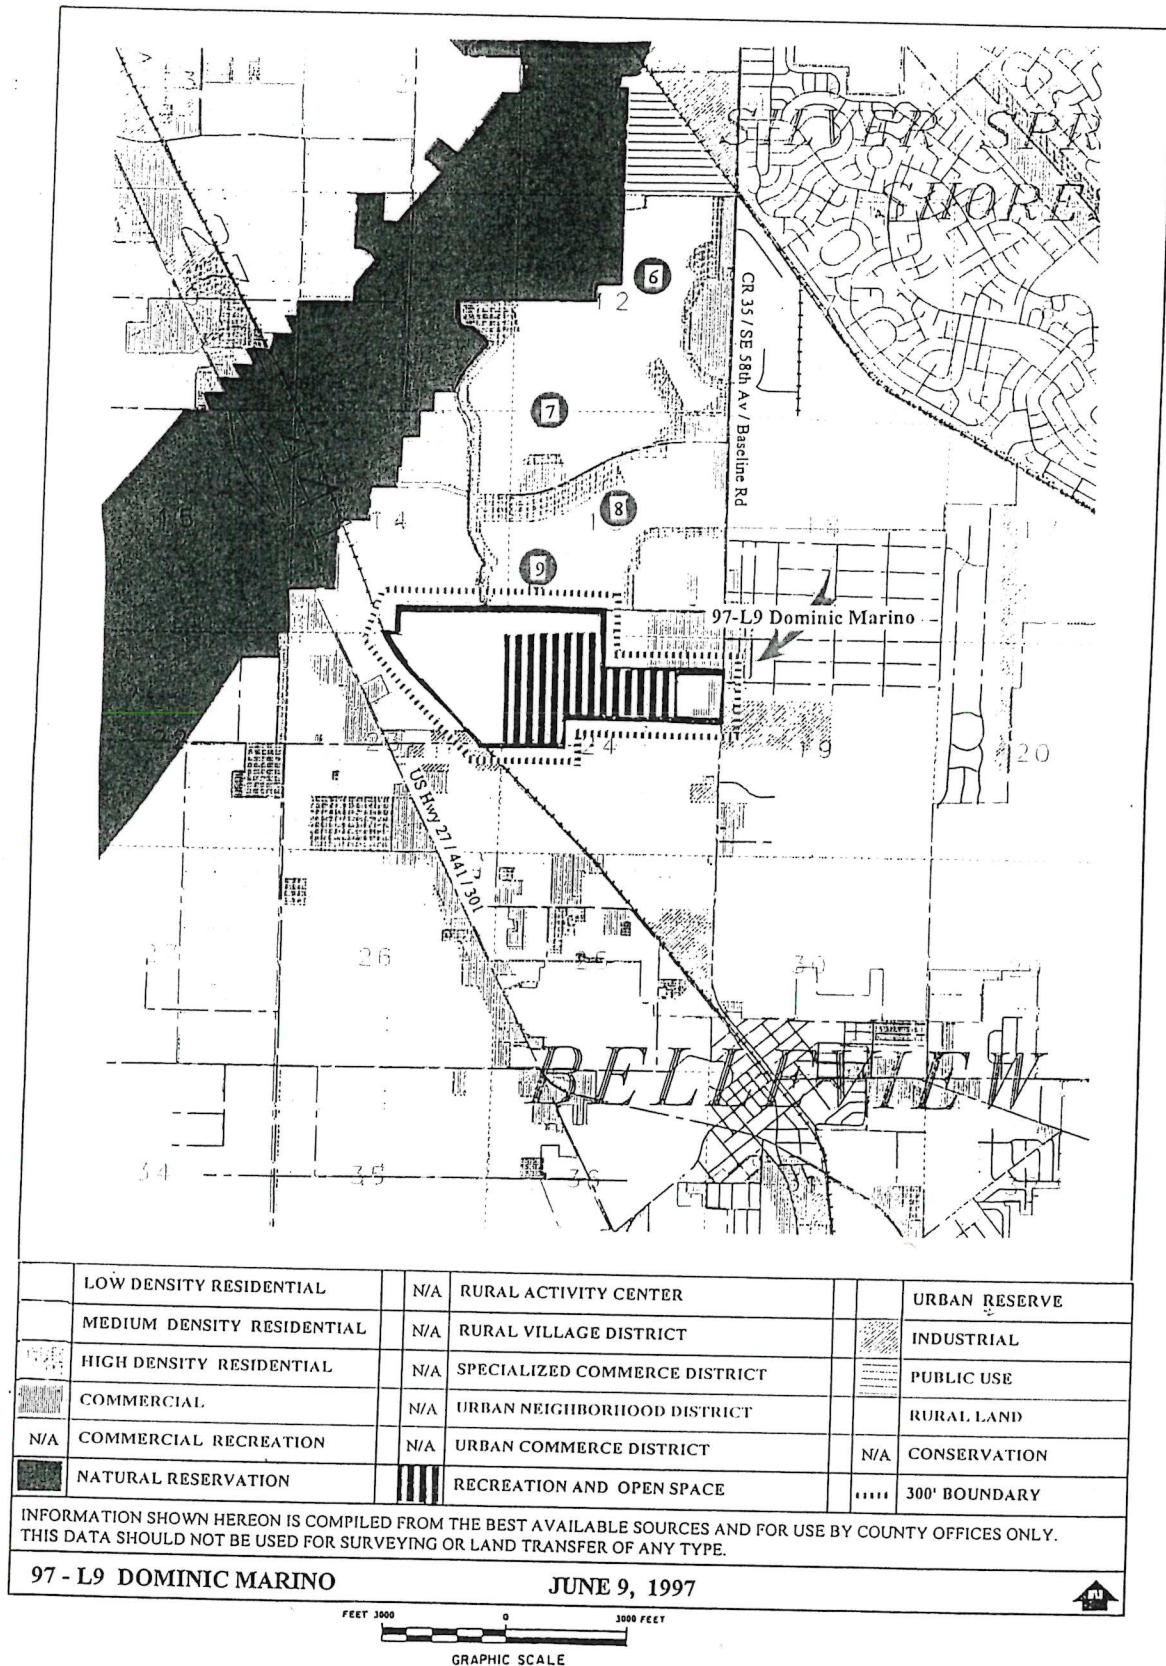 SILVER SPR
SHORE
6
12
7
CR 35 / SE 58th Av / Baseline Rd
8
14
9
97-L9 Dominic Marino
19
20
US Hwy 27 / 441 / 301
26
30
BELLEVIEW
34
35
36
LOW DENSITY RESIDENTIAL
N/A RURAL ACTIVITY CENTER
URBAN RESERVE
MEDIUM DENSITY RESIDENTIAL
N/A RURAL VILLAGE DISTRICT
INDUSTRIAL
HIGH DENSITY RESIDENTIAL
N/A SPECIALIZED COMMERCE DISTRICT
PUBLIC USE
COMMERCIAL
N/A URBAN NEIGHBORHOOD DISTRICT
RURAL LAND
N/A COMMERCIAL RECREATION
N/A URBAN COMMERCE DISTRICT
N/A CONSERVATION
NATURAL RESERVATION
RECREATION AND OPEN SPACE
300' BOUNDARY
INFORMATION SHOWN HEREON IS COMPILED FROM THE BEST AVAILABLE SOURCES AND FOR USE BY COUNTY OFFICES ONLY.
THIS DATA SHOULD NOT BE USED FOR SURVEYING OR LAND TRANSFER OF ANY TYPE.
97 - L9 DOMINIC MARINO JUNE 9, 1997
FEET 3000 0 3000 FEET
GRAPHIC SCALE